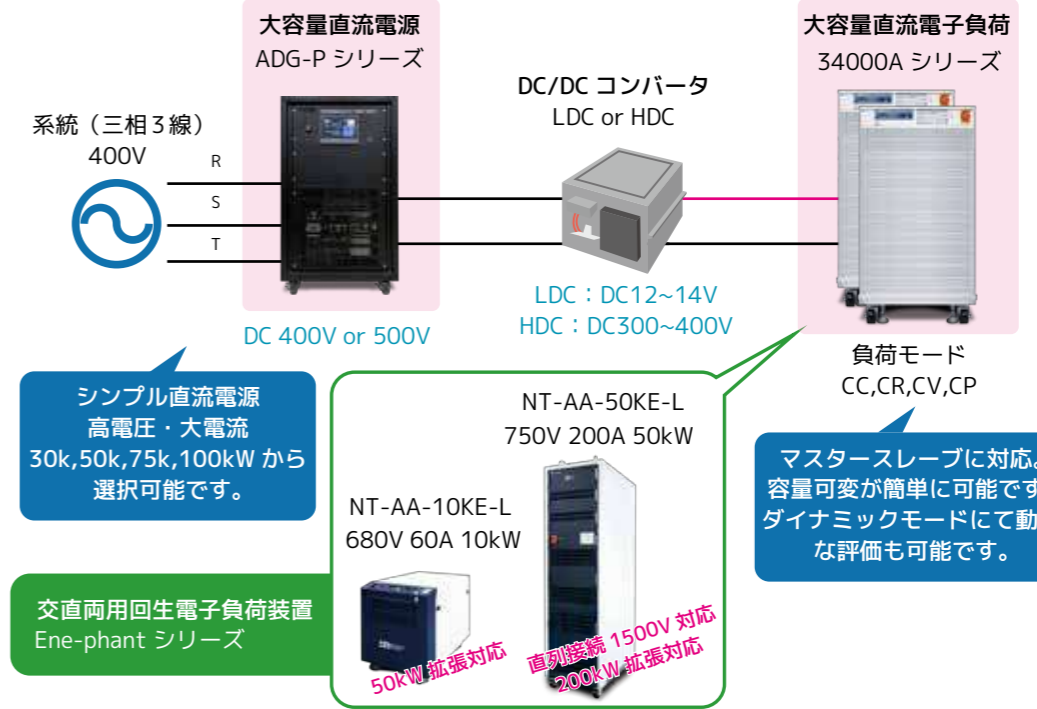 大容量直流電源
ADG-P シリーズ
大容量直流電子負荷
34000A シリーズ
DC/DC コンバータ
LDC or HDC
系統（三相３線）
400V
R
S
T
DC 400V or 500V
LDC：DC12~14V
HDC：DC300~400V
負荷モード
CC,CR,CV,CP
シンプル直流電源
高電圧・大電流
30k,50k,75k,100kW から
選択可能です。
マスタースレーブに対応。
容量可変が簡単に可能です
ダイナミックモードにて動
な評価も可能です。
NT-AA-50KE-L
750V 200A 50kW
NT-AA-10KE-L
680V 60A 10kW
50kW 拡張対応
直列接続 1500V 対応
200kW 拡張対応
交直両用回生電子負荷装置
Ene-phant シリーズ